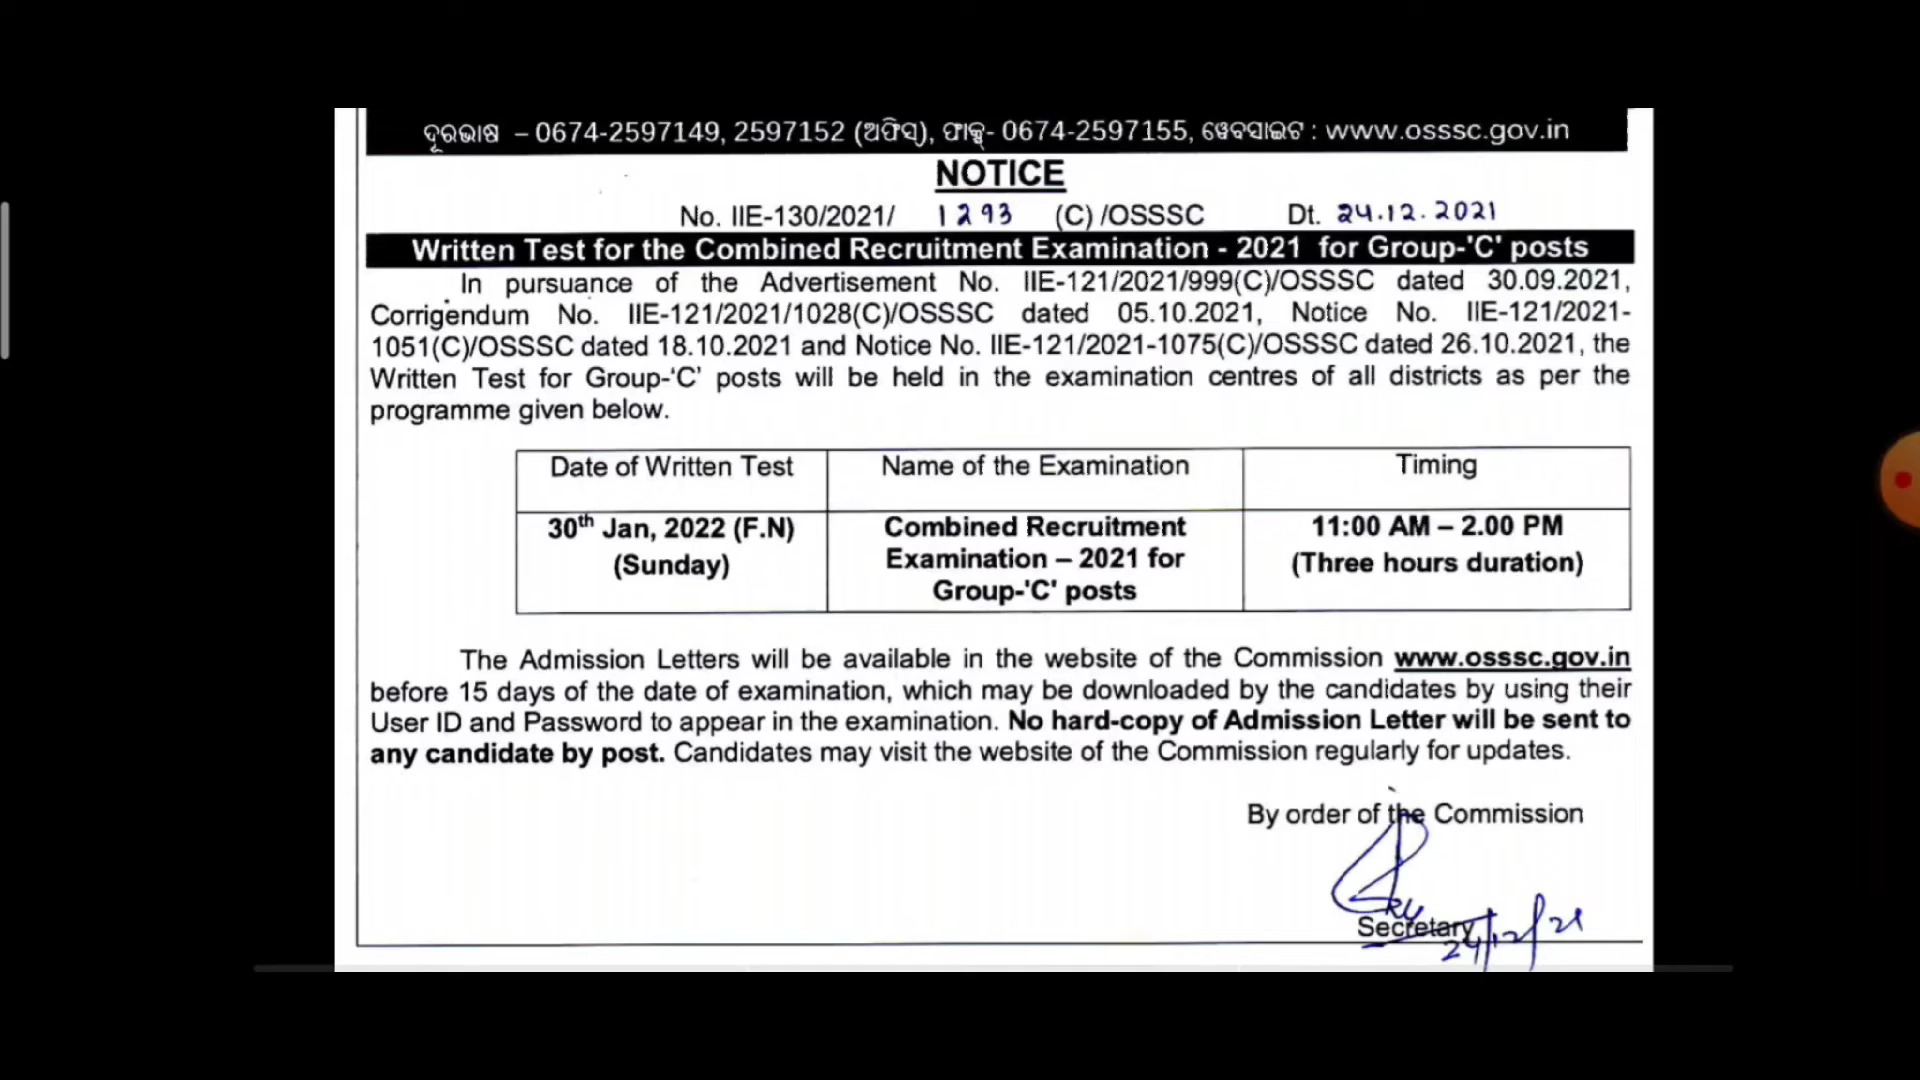 ଦୂରଭାଷ – 0674-2597149, 2597152 (ଅଫିସ୍), ଫାକ୍ସ- 0674-2597155, ୱେବସାଇଟ : www.osssc.gov.in
NOTICE
No. IIE-130/2021/ 1293 (C) /OSSSC Dt. 24.12.2021
Written Test for the Combined Recruitment Examination - 2021 for Group-'C' posts
In pursuance of the Advertisement No. IIE-121/2021/999(C)/OSSSC dated 30.09.2021,
Corrigendum No. IIE-121/2021/1028(C)/OSSSC dated 05.10.2021, Notice No. IIE-121/2021-
1051(C)/OSSSC dated 18.10.2021 and Notice No. IIE-121/2021-1075(C)/OSSSC dated 26.10.2021, the
Written Test for Group-'C' posts will be held in the examination centres of all districts as per the
programme given below.
Date of Written Test Name of the Examination Timing
30th Jan, 2022 (F.N) Combined Recruitment 11:00 AM – 2.00 PM
(Sunday) Examination – 2021 for (Three hours duration)
Group-'C' posts
The Admission Letters will be available in the website of the Commission www.osssc.gov.in
before 15 days of the date of examination, which may be downloaded by the candidates by using their
User ID and Password to appear in the examination. No hard-copy of Admission Letter will be sent to
any candidate by post. Candidates may visit the website of the Commission regularly for updates.
By order of the Commission
Secretary
24/12/21